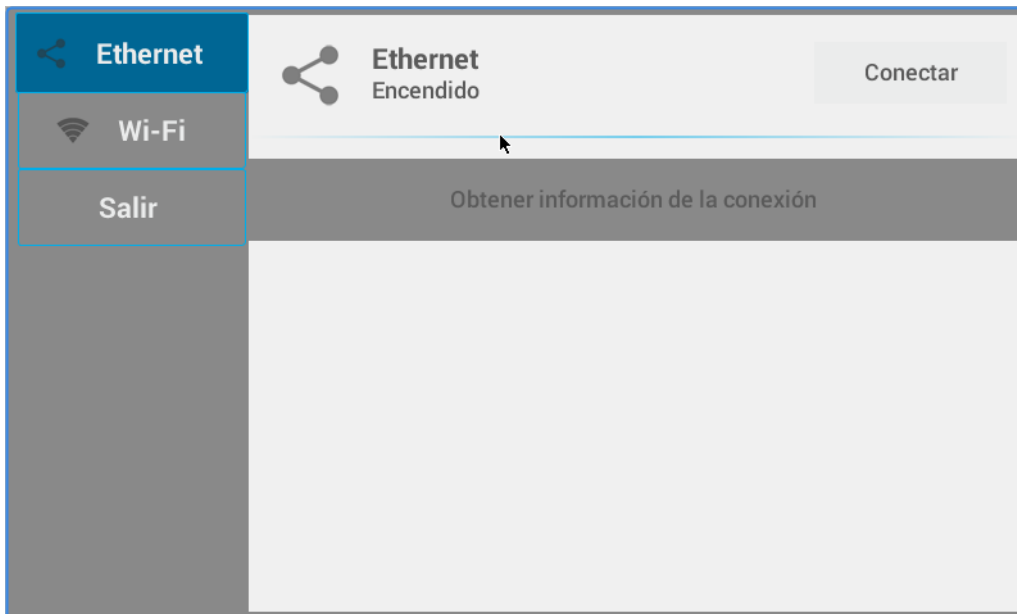 Ethernet
Wi-Fi
Salir
Ethernet
Encendido
Conectar
Obtener información de la conexión